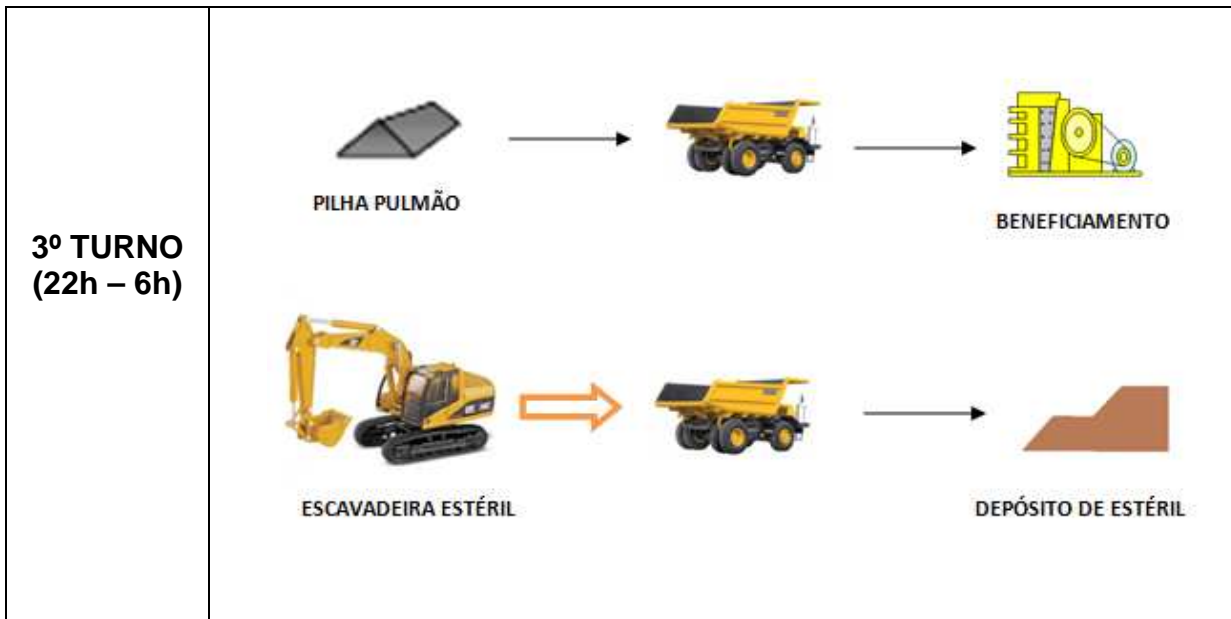 3º TURNO
(22h – 6h)
PILHA PULMÃO
BENEFICIAMENTO
ESCAVADEIRA ESTÉRIL
DEPÓSITO DE ESTÉRIL